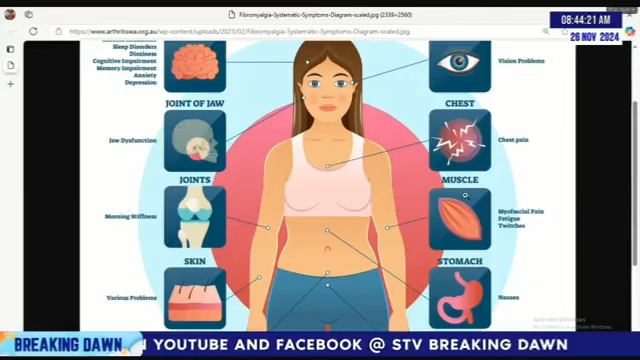 Fibromyalgia-Systematic-Symptoms-Diagram-scaled.jpg (2339×2560)
https://www.arthritiswa.org.au/wp-content/uploads/2023/02/Fibromyalgia-Systematic-Symptoms-Diagram-scaled.jpg
08:44:21 AM
26 NOV 2024
Sleep Disorders
Dizziness
Cognitive Impairment
Memory Impairment
Anxiety
Depression
Vision Problems
JOINT OF JAW
Jaw Dysfunction
CHEST
Chest pain
JOINTS
Morning Stiffness
MUSCLE
Myofascial Pain
Fatigue
Twitches
SKIN
Various Problems
STOMACH
Nausea
Activate Windows
BREAKING DAWN
N YOUTUBE AND FACEBOOK @ STV BREAKING DAWN